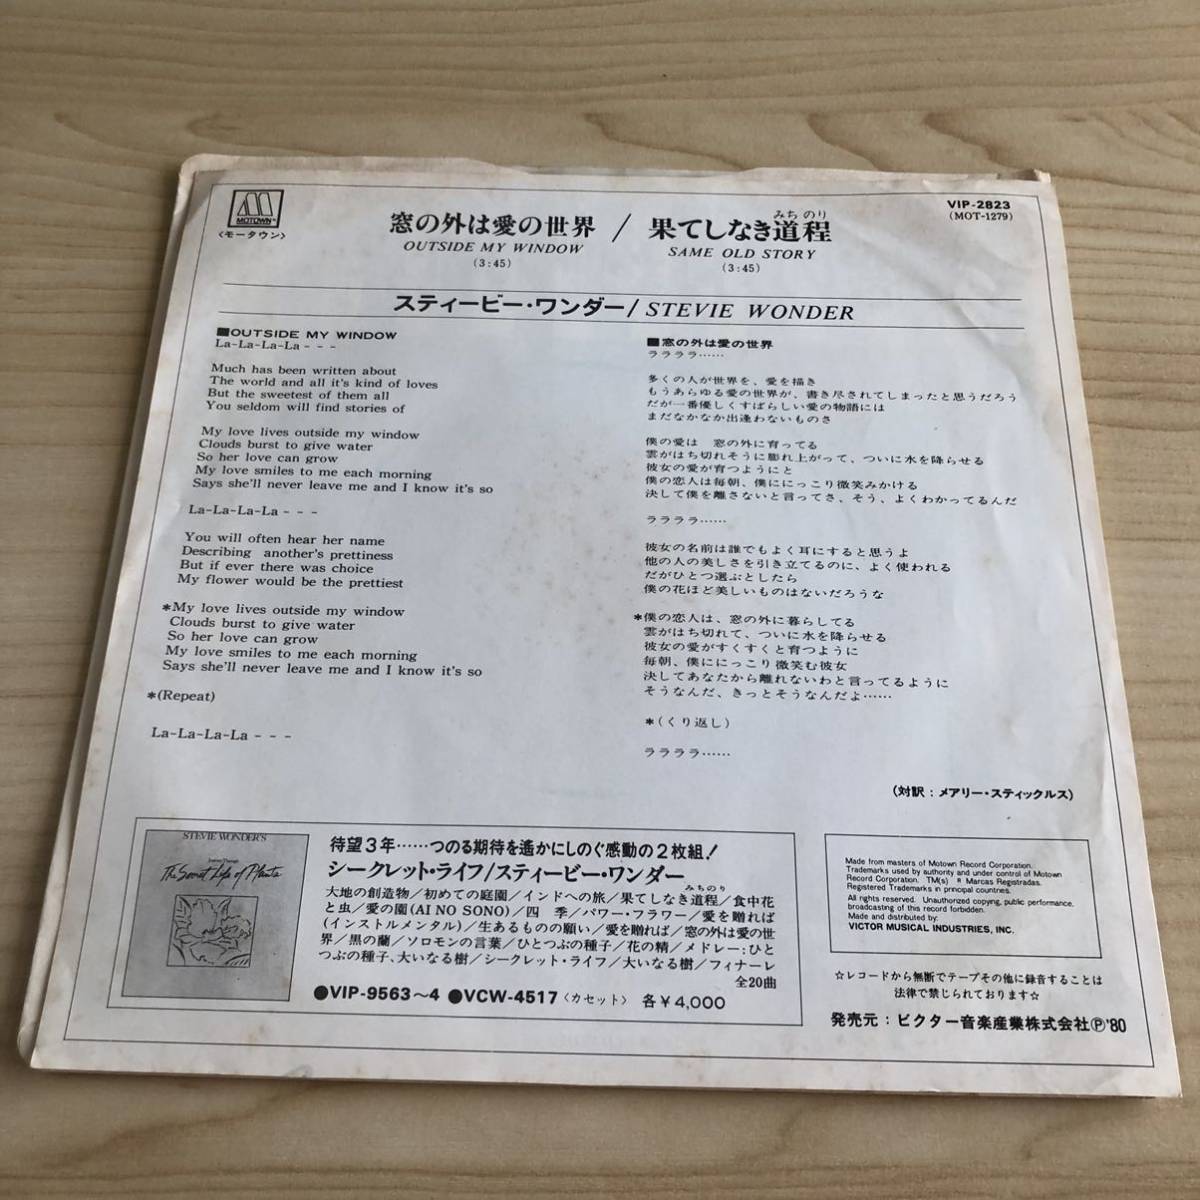 MOTOWN
〈モータウン〉
VIP-2823
(MOT-1279)
窓の外は愛の世界 / 果てしなき道程
みち のり
OUTSIDE MY WINDOW
SAME OLD STORY
(3:45)
(3:45)
スティービー・ワンダー/ STEVIE WONDER
■OUTSIDE MY WINDOW
La-La-La-La - - -
Much has been written about
The world and all it's kind of loves
But the sweetest of them all
You seldom will find stories of
My love lives outside my window
Clouds burst to give water
So her love can grow
My love smiles to me each morning
Says she'll never leave me and I know it's so
La-La-La-La - - -
You will often hear her name
Describing another's prettiness
But if ever there was choice
My flower would be the prettiest
*My love lives outside my window
Clouds burst to give water
So her love can grow
My love smiles to me each morning
Says she'll never leave me and I know it's so
*(Repeat)
La-La-La-La - - -
■窓の外は愛の世界
ラララララ……
多くの人が世界を、愛を描き
もうあらゆる愛の世界が、書き尽されてしまったと思うだろう
だが一番優しくすばらしい愛の物語には
まだなかなか出逢わないものさ
僕の愛は 窓の外に育ってる
雲がはち切れそうに膨れ上がって、ついに水を降らせる
彼女の愛が育つようにと
僕の恋人は毎朝、僕ににっこり微笑みかける
決して僕を離さないと言ってさ、そう、よくわかってるんだ
ラララララ……
彼女の名前は誰でもよく耳にすると思うよ
他の人の美しさを引き立てるのに、よく使われる
だがひとつ選ぶとしたら
僕の花ほど美しいものはないだろうな
*僕の恋人は、窓の外に暮らしてる
雲がはち切れて、ついに水を降らせる
彼女の愛がすくすくと育つように
毎朝、僕ににっこり微笑む彼女
決してあなたから離れないわと言ってるように
そうなんだ、きっとそうなんだよ……
*(くり返し)
ラララララ……
(対訳：メアリー・スティックルス)
STEVIE WONDER'S
Journey Through
The Secret Life of Plants
待望3年……つのる期待を遙かにしのぐ感動の2枚組!
シークレット・ライフ/スティービー・ワンダー
みちのり
大地の創造物/初めての庭園/インドへの旅/果てしなき道程/食中花
と虫/愛の園(AI NO SONO)/四 季/パワー・フラワー/愛を贈れば
(インストルメンタル)/生あるものの願い/愛を贈れば/窓の外は愛の世
界/黒の蘭/ソロモンの言葉/ひとつぶの種子/花の精/メドレー:ひと
つぶの種子、大いなる樹/シークレット・ライフ/大いなる樹/フィナーレ
全20曲
●VIP-9563～4 ●VCW-4517〈カセット〉 各￥4,000
Made from masters of Motown Record Corporation.
Trademarks used by authority and under control of Motown
Record Corporation. TM(s) ® Marcas Registradas.
Registered Trademarks in principal countries.
All rights reserved. Unauthorized copying, public performance,
broadcasting of this record forbidden.
Made and distributed by:
VICTOR MUSICAL INDUSTRIES, INC.
☆レコードから無断でテープその他に録音することは
法律で禁じられております☆
発売元：ビクター音楽産業株式会社Ⓟ'80